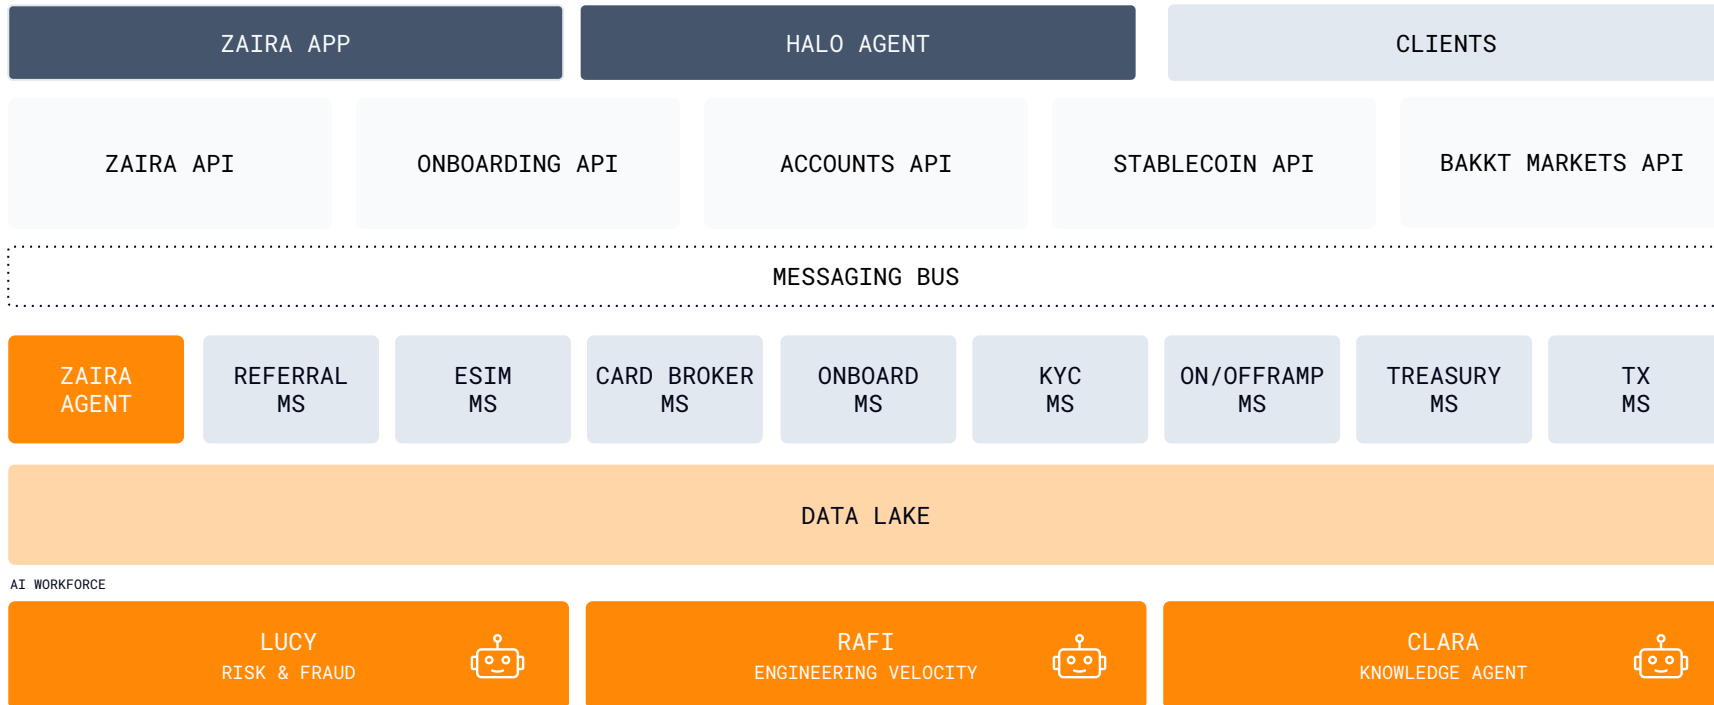 ZAIRA APP
HALO AGENT
CLIENTS
ZAIRA API
ONBOARDING API
ACCOUNTS API
STABLECOIN API
BAKKT MARKETS API
MESSAGING BUS
ZAIRA
AGENT
REFERRAL
MS
ESIM
MS
CARD BROKER
MS
ONBOARD
MS
KYC
MS
ON/OFFRAMP
MS
TREASURY
MS
TX
MS
DATA LAKE
AI WORKFORCE
LUCY
RISK & FRAUD
RAFI
ENGINEERING VELOCITY
CLARA
KNOWLEDGE AGENT